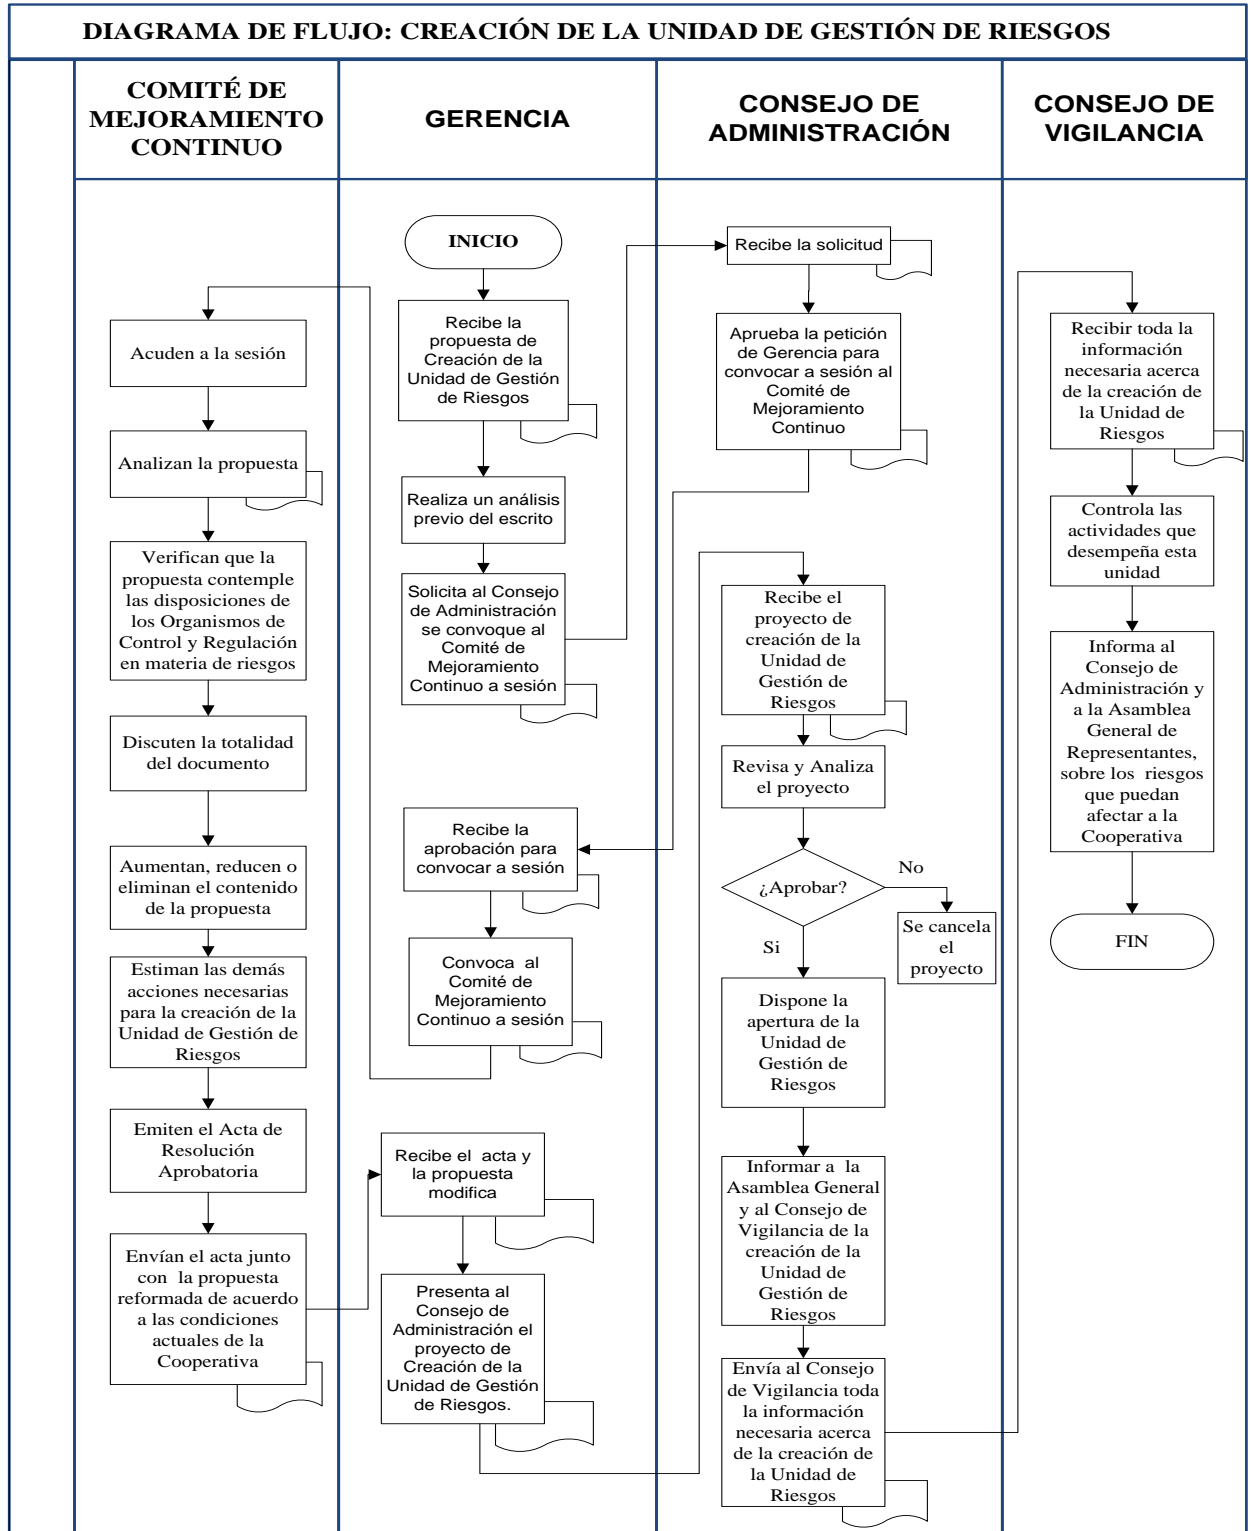 DIAGRAMA DE FLUJO: CREACIÓN DE LA UNIDAD DE GESTIÓN DE RIESGOS
COMITÉ DE
MEJORAMIENTO
CONTINUO
GERENCIA
CONSEJO DE
ADMINISTRACIÓN
CONSEJO DE
VIGILANCIA
INICIO
Recibe la
propuesta de
Creación de la
Unidad de Gestión
de Riesgos
Realiza un análisis
previo del escrito
Solicita al Consejo
de Administración
se convoque al
Comité de
Mejoramiento
Continuo a sesión
Recibe la solicitud
Aprueba la petición
de Gerencia para
convocar a sesión al
Comité de
Mejoramiento
Continuo
Recibe la
aprobación para
convocar a sesión
Convoca  al
Comité de
Mejoramiento
Continuo a sesión
Acuden a la sesión
Analizan la propuesta
Verifican que la
propuesta contemple
las disposiciones de
los Organismos de
Control y Regulación
en materia de riesgos
Discuten la totalidad
del documento
Aumentan, reducen o
eliminan el contenido
de la propuesta
Estiman las demás
acciones necesarias
para la creación de la
Unidad de Gestión de
Riesgos
Emiten el Acta de
Resolución
Aprobatoria
Envían el acta junto
con  la propuesta
reformada de acuerdo
a las condiciones
actuales de la
Cooperativa
Recibe el  acta y
la propuesta
modifica
Presenta al
Consejo de
Administración el
proyecto de
Creación de la
Unidad de Gestión
de Riesgos.
Recibe el
proyecto de
creación de la
Unidad de
Gestión de
Riesgos
Revisa y Analiza
el proyecto
¿Aprobar?
No
Se cancela
el
proyecto
Si
Dispone la
apertura de la
Unidad de
Gestión de
Riesgos
Informar a  la
Asamblea General
y al Consejo de
Vigilancia de la
creación de la
Unidad de
Gestión de
Riesgos
Envía al Consejo
de Vigilancia toda
la información
necesaria acerca
de la creación de
la Unidad de
Riesgos
Recibir toda la
información
necesaria acerca
de la creación de
la Unidad de
Riesgos
Controla las
actividades que
desempeña esta
unidad
Informa al
Consejo de
Administración y
a la Asamblea
General de
Representantes,
sobre los  riesgos
que puedan
afectar a la
Cooperativa
FIN